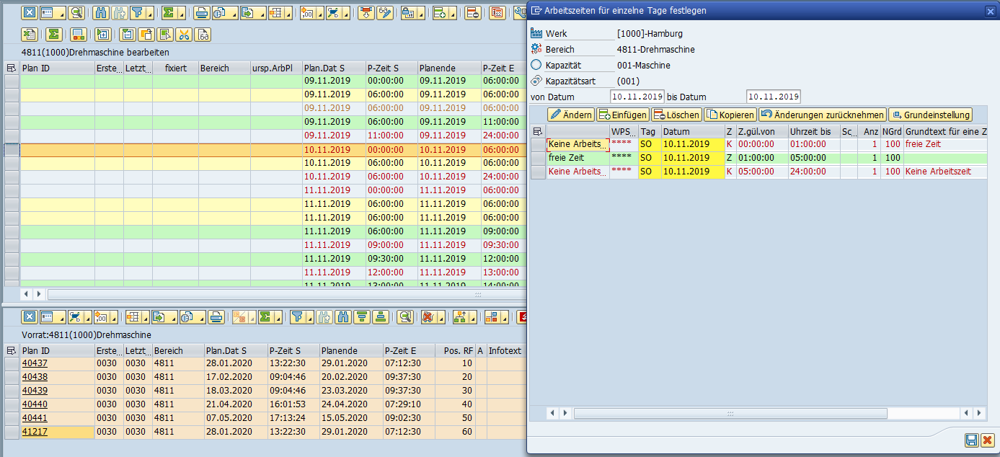 4811(1000)Drehmaschine bearbeiten
Plan ID Erste... Letzt... fixiert Bereich ursp.ArbPl Plan.Dat S P-Zeit S Planende P-Zeit E
09.11.2019 00:00:00 09.11.2019 06:00:00
09.11.2019 06:00:00 09.11.2019 06:00:00
09.11.2019 06:00:00 09.11.2019 06:00:00
09.11.2019 06:00:00 09.11.2019 11:00:00
09.11.2019 11:00:00 09.11.2019 24:00:00
10.11.2019 00:00:00 10.11.2019 06:00:00
10.11.2019 06:00:00 10.11.2019 06:00:00
10.11.2019 06:00:00 10.11.2019 24:00:00
11.11.2019 00:00:00 11.11.2019 06:00:00
11.11.2019 06:00:00 11.11.2019 06:00:00
11.11.2019 06:00:00 11.11.2019 06:00:00
11.11.2019 06:00:00 11.11.2019 09:00:00
11.11.2019 09:00:00 11.11.2019 09:30:00
11.11.2019 09:30:00 11.11.2019 12:00:00
11.11.2019 12:00:00 11.11.2019 13:00:00
11.11.2019 13:00:00 11.11.2019 14:00:00
Vorrat:4811(1000)Drehmaschine
Plan ID Erste... Letzt... Bereich Plan.Dat S P-Zeit S Planende P-Zeit E Pos. RF A Infotext
40437 0030 0030 4811 28.01.2020 13:22:30 29.01.2020 07:12:30 10
40438 0030 0030 4811 17.02.2020 09:04:46 20.02.2020 09:37:30 20
40439 0030 0030 4811 18.03.2020 09:04:46 23.03.2020 09:37:30 30
40440 0030 0030 4811 21.04.2020 16:01:53 24.04.2020 07:29:10 40
40441 0030 0030 4811 07.05.2020 17:13:24 15.05.2020 09:02:30 50
41217 0030 0030 4811 28.01.2020 13:22:30 29.01.2020 07:12:30 60
Arbeitszeiten für einzelne Tage festlegen
Werk [1000]-Hamburg
Bereich 4811-Drehmaschine
Kapazität 001-Maschine
Kapazitätsart (001)
von Datum 10.11.2019 bis Datum 10.11.2019
Ändern Einfügen Löschen Kopieren Änderungen zurücknehmen Grundeinstellung
WPS... Tag Datum Z Z.gül.von Uhrzeit bis Sc... Anz NGrd Grundtext für eine Z
Keine Arbeits... **** SO 10.11.2019 K 00:00:00 01:00:00 1 100 freie Zeit
freie Zeit **** SO 10.11.2019 Z 01:00:00 05:00:00 1 100
Keine Arbeits... **** SO 10.11.2019 K 05:00:00 24:00:00 1 100 Keine Arbeitszeit